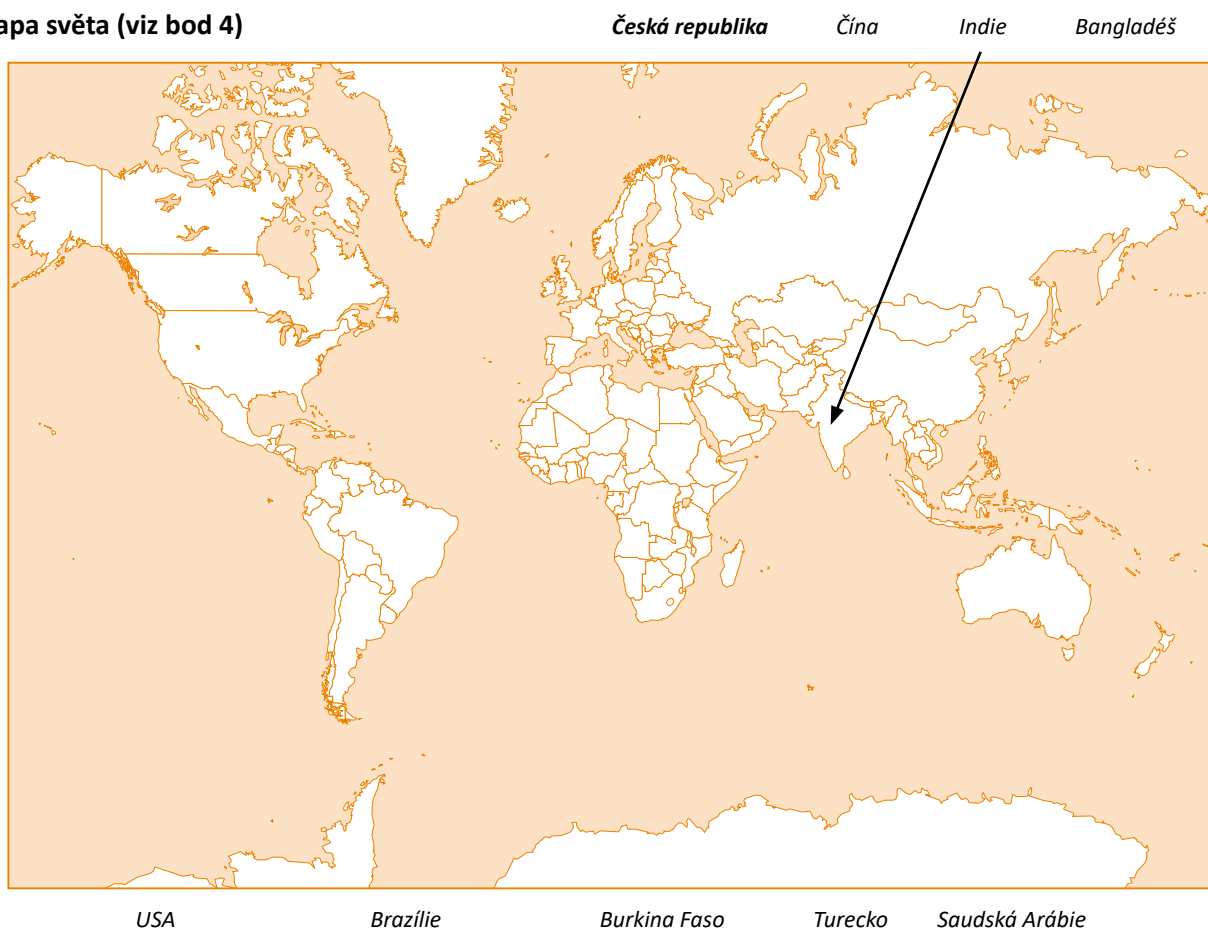 apa světa (viz bod 4)
Česká republika Čína Indie Bangladéš
USA Brazílie Burkina Faso Turecko Saudská Arábie